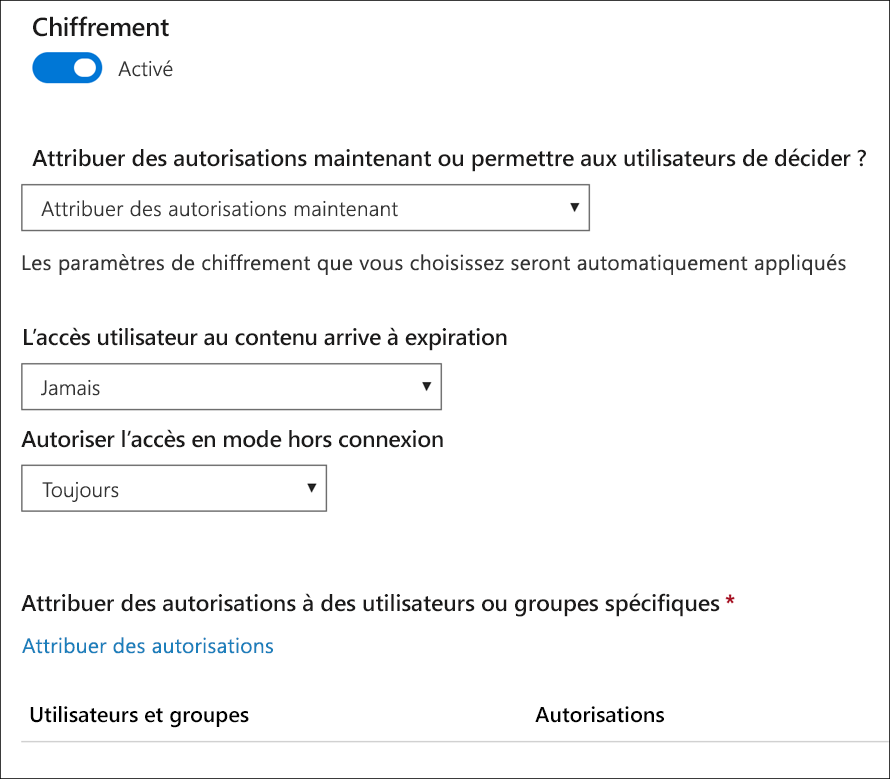 Chiffrement
Activé
Attribuer des autorisations maintenant ou permettre aux utilisateurs de décider ?
Attribuer des autorisations maintenant
Les paramètres de chiffrement que vous choisissez seront automatiquement appliqués
L’accès utilisateur au contenu arrive à expiration
Jamais
Autoriser l’accès en mode hors connexion
Toujours
Attribuer des autorisations à des utilisateurs ou groupes spécifiques *
Attribuer des autorisations
Utilisateurs et groupes Autorisations